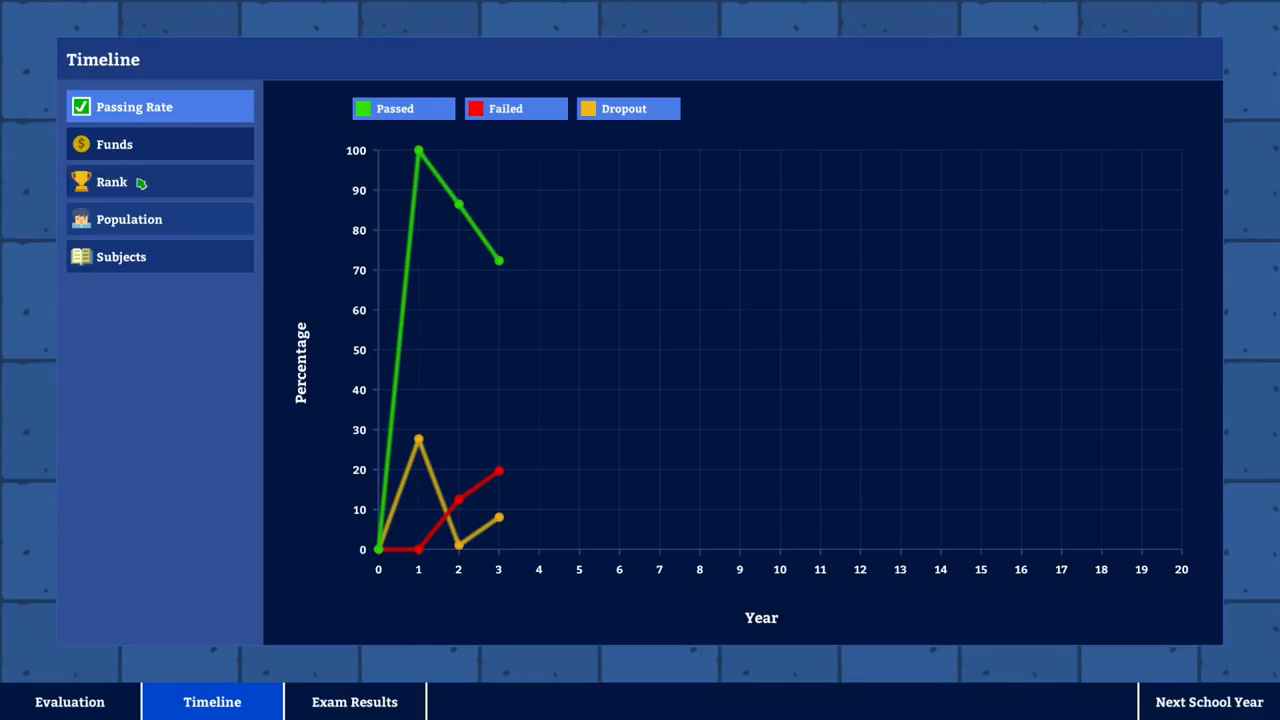 Timeline
Passing Rate
Funds
Rank
Population
Subjects
Passed Failed Dropout
100
90
80
70
60
50
40
30
20
10
0
Percentage
0 1 2 3 4 5 6 7 8 9 10 11 12 13 14 15 16 17 18 19 20
Year
Evaluation Timeline Exam Results Next School Year